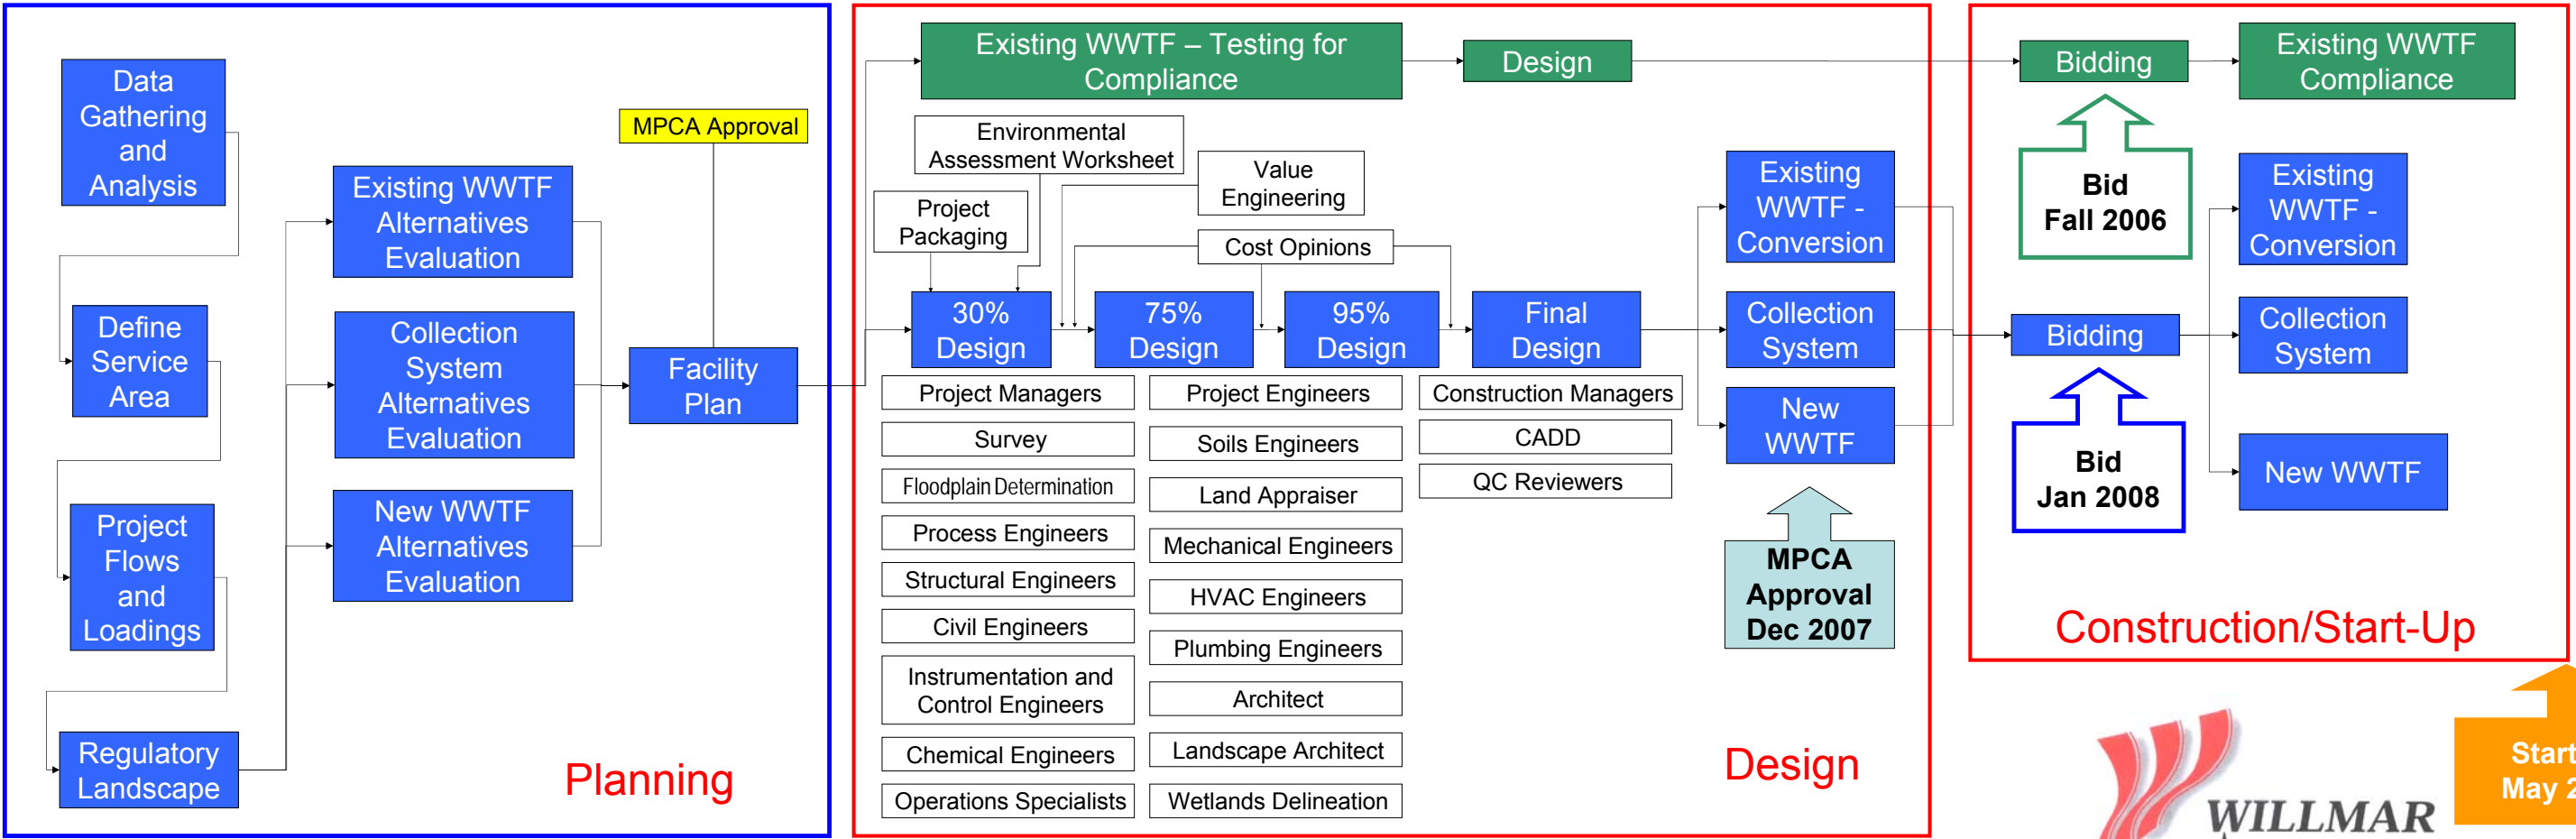 Data
Gathering
and
Analysis
Define
Service
Area
Project
Flows
and
Loadings
Regulatory
Landscape
Existing WWTF
Alternatives
Evaluation
Collection
System
Alternatives
Evaluation
New WWTF
Alternatives
Evaluation
MPCA Approval
Facility
Plan
Planning
Existing WWTF – Testing for
Compliance
Design
Environmental
Assessment Worksheet
Value
Engineering
Project
Packaging
Cost Opinions
30%
Design
75%
Design
95%
Design
Final
Design
Project Managers
Survey
Floodplain Determination
Process Engineers
Structural Engineers
Civil Engineers
Instrumentation and
Control Engineers
Chemical Engineers
Operations Specialists
Project Engineers
Soils Engineers
Land Appraiser
Mechanical Engineers
HVAC Engineers
Plumbing Engineers
Architect
Landscape Architect
Wetlands Delineation
Construction Managers
CADD
QC Reviewers
Existing
WWTF -
Conversion
Collection
System
New
WWTF
MPCA
Approval
Dec 2007
Design
Bidding
Existing WWTF
Compliance
Bid
Fall 2006
Existing
WWTF -
Conversion
Bidding
Collection
System
Bid
Jan 2008
New WWTF
Construction/Start-Up
WILLMAR
Start
May 2